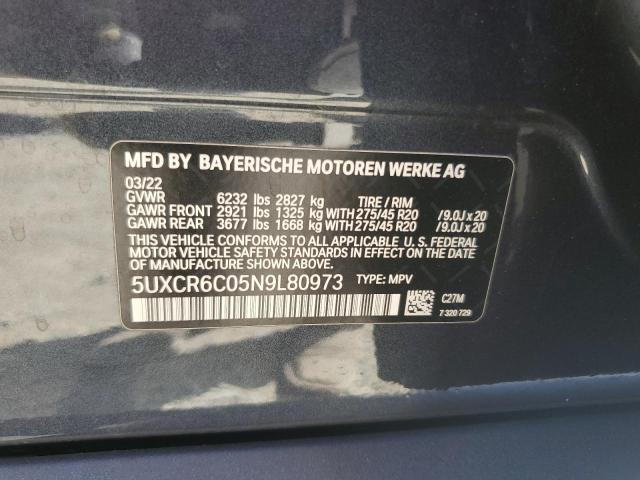 MFD BY BAYERISCHE MOTOREN WERKE AG
03/22
GVWR 6232 lbs 2827 kg TIRE / RIM
GAWR FRONT 2921 lbs 1325 kg WITH 275/45 R20 /9.0J x 20
GAWR REAR 3677 lbs 1668 kg WITH 275/45 R20 /9.0J x 20
THIS VEHICLE CONFORMS TO ALL APPLICABLE U. S. FEDERAL
MOTOR VEHICLE SAFETY STANDARDS IN EFFECT ON THE DATE
OF MANUFACTURE SHOWN ABOVE.
5UXCR6C05N9L80973 TYPE: MPV
C27M
7 320 729